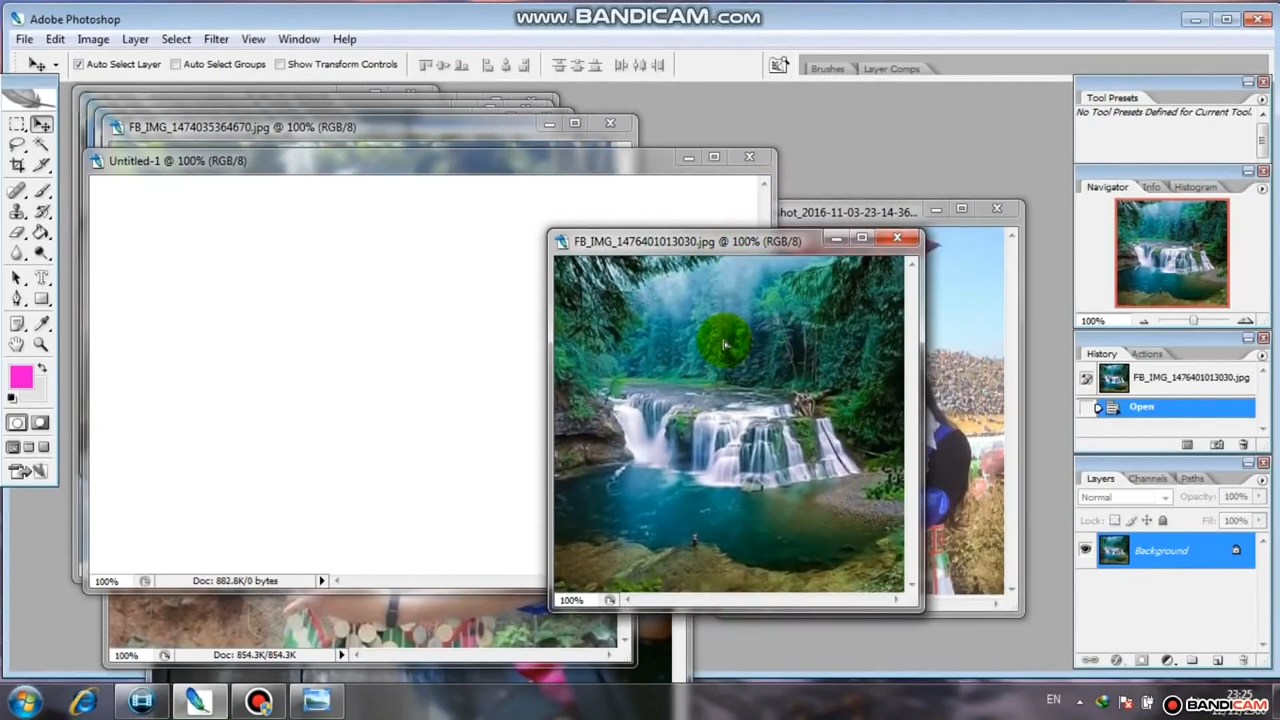 www.BANDICAM.com
Adobe Photoshop
File Edit Image Layer Select Filter View Window Help
Auto Select Layer Auto Select Groups Show Transform Controls
Brushes Layer Comps
Tool Presets
No Tool Presets Defined for Current Tool.
FB_IMG_1474035364670.jpg @ 100% (RGB/8)
Untitled-1 @ 100% (RGB/8)
Navigator Info Histogram
shot_2016-11-03-23-14-36...
FB_IMG_1476401013030.jpg @ 100% (RGB/8)
100%
History Actions
FB_IMG_1476401013030.jpg
Open
Layers Channels Paths
Normal Opacity: 100%
Lock: Fill: 100%
Background
100% Doc: 882.8K/0 bytes
100%
100% Doc: 854.3K/854.3K
EN
23:25
BANDICAM